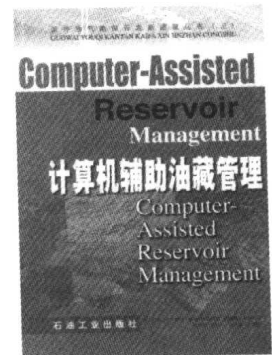 Computer-Assisted
Reservoir
Management
计算机辅助油藏管理
Computer-
Assisted
Reservoir
Management
石油工业出版社